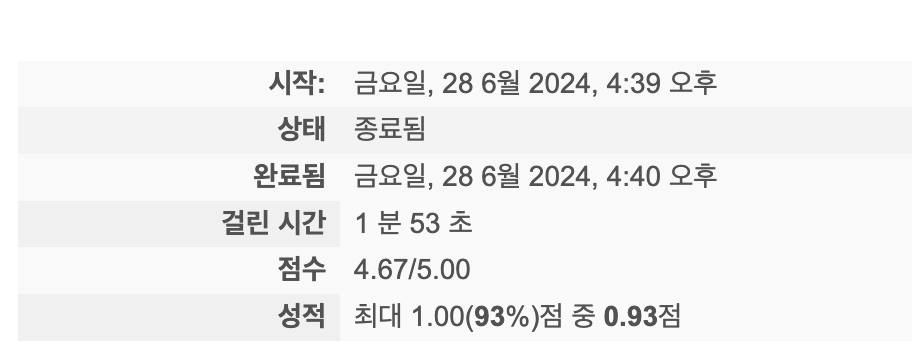 시작: 금요일, 28 6월 2024, 4:39 오후
상태 종료됨
완료됨 금요일, 28 6월 2024, 4:40 오후
걸린 시간 1 분 53 초
점수 4.67/5.00
성적 최대 1.00(93%)점 중 0.93점